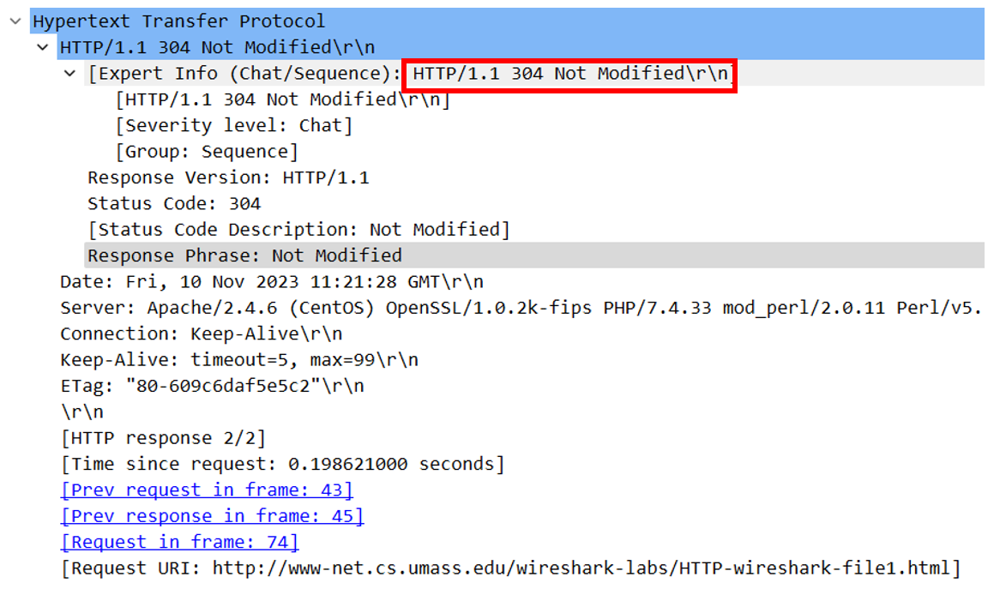 Hypertext Transfer Protocol
HTTP/1.1 304 Not Modified\r\n
[Expert Info (Chat/Sequence): HTTP/1.1 304 Not Modified\r\n]
[HTTP/1.1 304 Not Modified\r\n]
[Severity level: Chat]
[Group: Sequence]
Response Version: HTTP/1.1
Status Code: 304
[Status Code Description: Not Modified]
Response Phrase: Not Modified
Date: Fri, 10 Nov 2023 11:21:28 GMT\r\n
Server: Apache/2.4.6 (CentOS) OpenSSL/1.0.2k-fips PHP/7.4.33 mod_perl/2.0.11 Perl/v5.
Connection: Keep-Alive\r\n
Keep-Alive: timeout=5, max=99\r\n
ETag: "80-609c6daf5e5c2"\r\n
\r\n
[HTTP response 2/2]
[Time since request: 0.198621000 seconds]
[Prev request in frame: 43]
[Prev response in frame: 45]
[Request in frame: 74]
[Request URI: http://www-net.cs.umass.edu/wireshark-labs/HTTP-wireshark-file1.html]